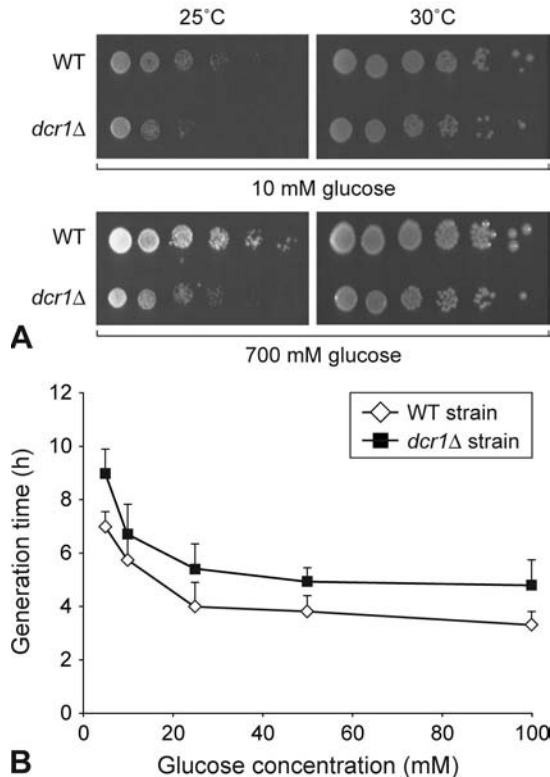 25˚C 30˚C
WT
dcr1Δ
10 mM glucose
WT
dcr1Δ
A
700 mM glucose
12
10
8
6
4
2
0
Generation time (h)
WT strain
dcr1Δ strain
0 20 40 60 80 100
B
Glucose concentration (mM)